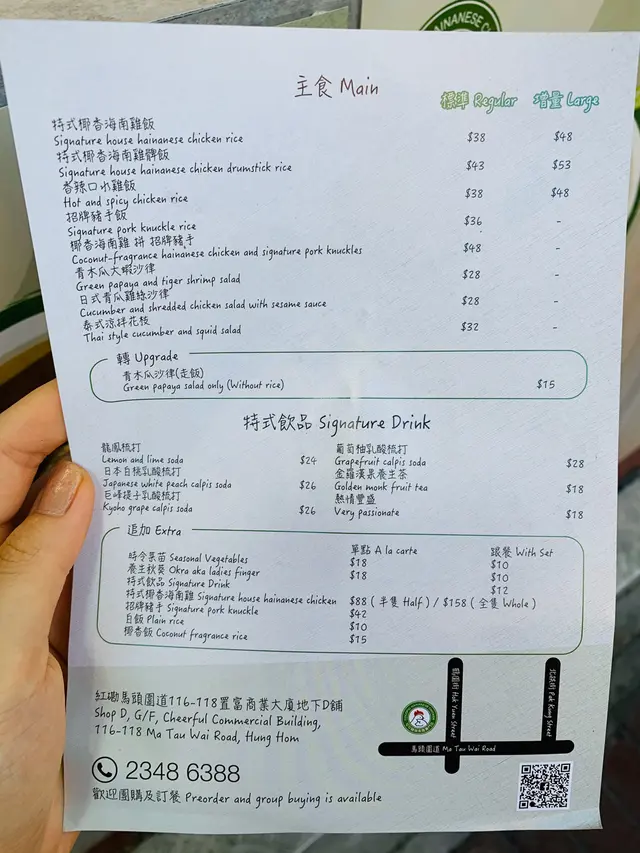 HAINANESE C
主食 Main
標準 Regular 增量 Large
特式椰香海南雞飯
Signature house hainanese chicken rice $38 $48
特式椰香海南雞髀飯
Signature house hainanese chicken drumstick rice $43 $53
香辣口水雞飯
Hot and spicy chicken rice $38 $48
招牌豬手飯
Signature pork knuckle rice $36 -
椰香海南雞 拼 招牌豬手
Coconut-fragrance hainanese chicken and signature pork knuckles $48 -
青木瓜大蝦沙律
Green papaya and tiger shrimp salad $28 -
日式青瓜雞絲沙律
Cucumber and shredded chicken salad with sesame sauce $28 -
泰式涼拌花枝
Thai style cucumber and squid salad $32 -
轉 Upgrade
青木瓜沙律(走飯)
Green papaya salad only (Without rice) $15
特式飲品 Signature Drink
龍鳳梳打
Lemon and lime soda $24
日本白桃乳酸梳打
Japanese white peach calpis soda $26
巨峰提子乳酸梳打
Kyoho grape calpis soda $26
葡萄柚乳酸梳打
Grapefruit calpis soda $28
金羅漢果養生茶
Golden monk fruit tea $18
熱情豐盛
Very passionate $18
追加 Extra
單點 A la carte 跟餐 With Set
時令菜苗 Seasonal Vegetables $18 $10
養生秋葵 Okra aka ladies finger $18 $10
特式飲品 Signature Drink $12
特式椰香海南雞 Signature house hainanese chicken $88 ( 半隻 Half ) / $158 ( 全隻 Whole )
招牌豬手 Signature pork knuckle $42
白飯 Plain rice $10
椰香飯 Coconut fragrance rice $15
紅磡馬頭圍道116-118置富商業大廈地下D舖
Shop D, G/F, Cheerful Commercial Building,
116-118 Ma Tau Wai Road, Hung Hom
2348 6388
歡迎團購及訂餐 Preorder and group buying is available
鶴園街 Hok Yuen Street
北拱街 Pak Kung Street
馬頭圍道 Ma Tau Wai Road